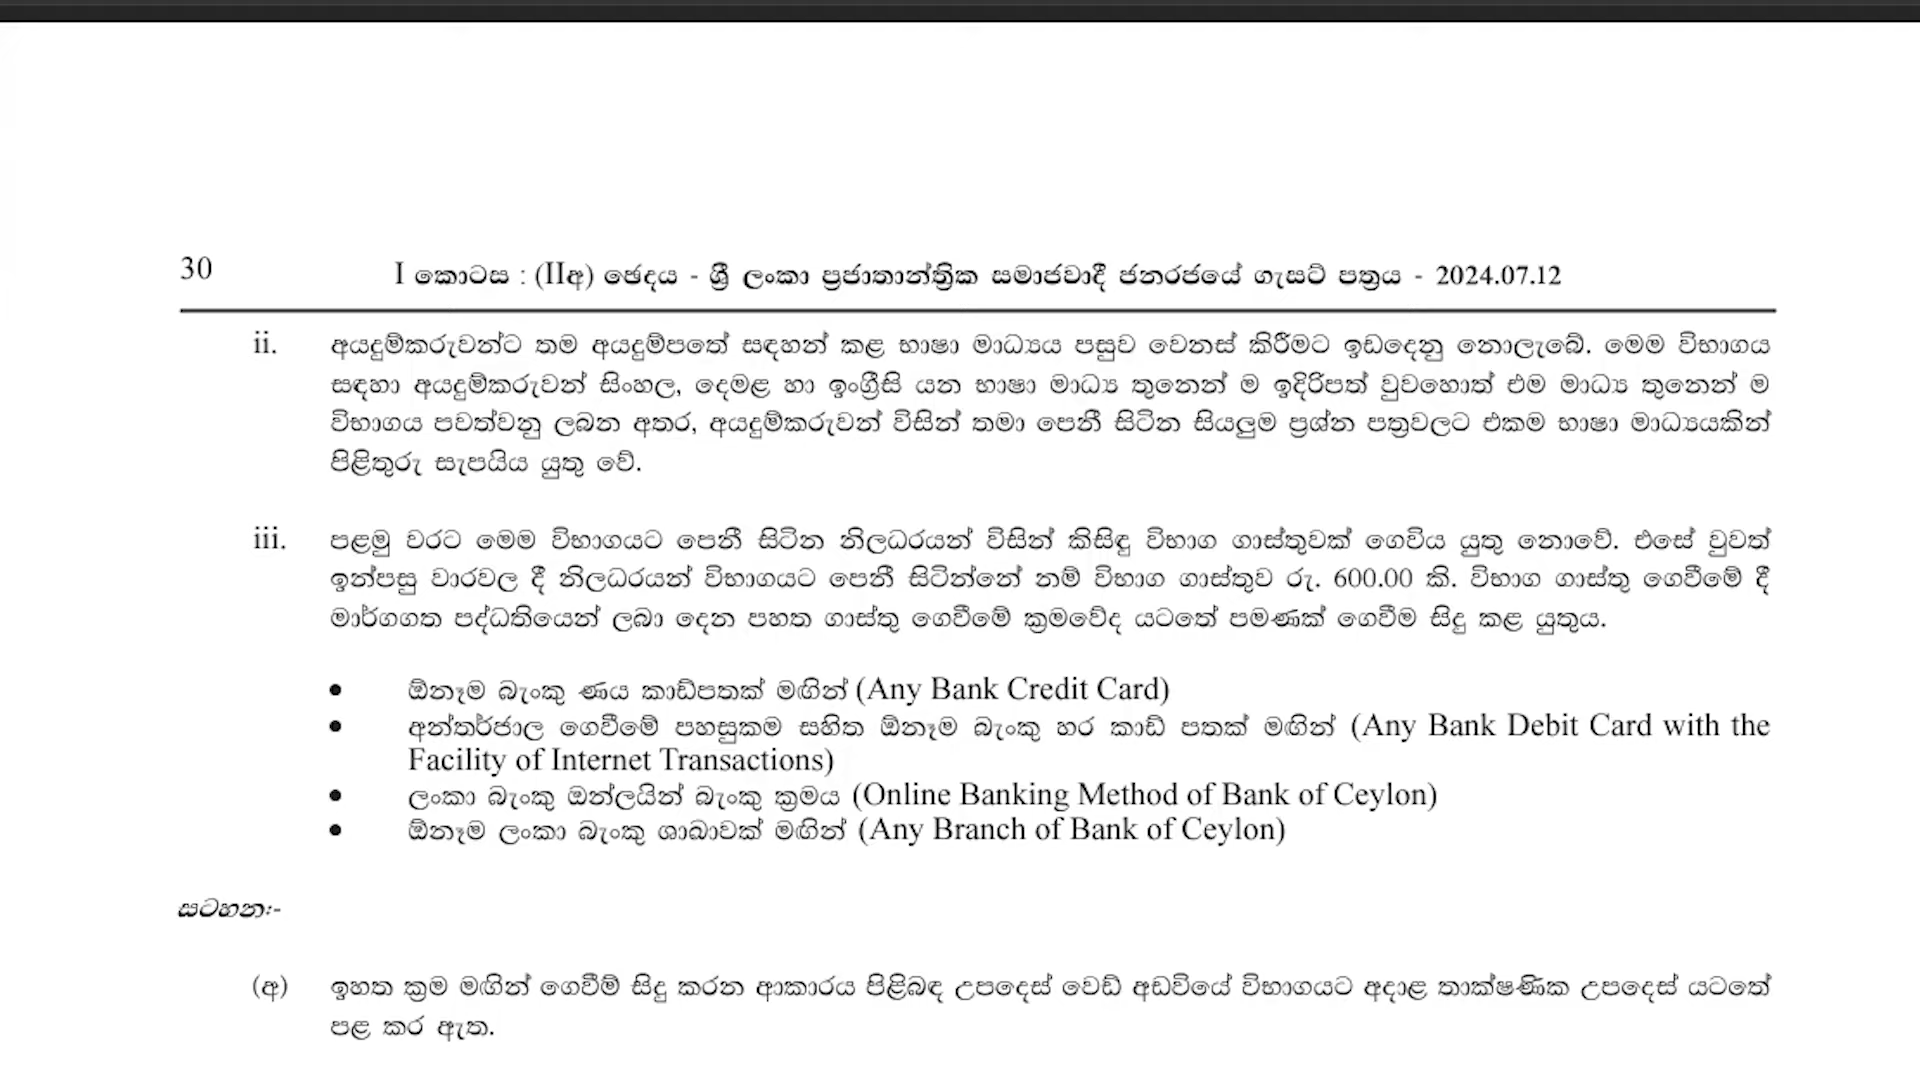 30
I කොටස : (IIඅ) ඡෙදය - ශ්‍රී ලංකා ප්‍රජාතාන්ත්‍රික සමාජවාදී ජනරජයේ ගැසට් පත්‍රය - 2024.07.12
ii. අයදුම්කරුවන්ට තම අයදුම්පතේ සඳහන් කළ භාෂා මාධ්‍යය පසුව වෙනස් කිරීමට ඉඩදෙනු නොලැබේ. මෙම විභාගය
සඳහා අයදුම්කරුවන් සිංහල, දෙමළ හා ඉංග්‍රීසි යන භාෂා මාධ්‍ය තුනෙන් ම ඉදිරිපත් වුවහොත් එම මාධ්‍ය තුනෙන් ම
විභාගය පවත්වනු ලබන අතර, අයදුම්කරුවන් විසින් තමා පෙනී සිටින සියලුම ප්‍රශ්න පත්‍රවලට එකම භාෂා මාධ්‍යයකින්
පිළිතුරු සැපයිය යුතු වේ.
iii. පළමු වරට මෙම විභාගයට පෙනී සිටින නිලධරයන් විසින් කිසිඳු විභාග ගාස්තුවක් ගෙවිය යුතු නොවේ. එසේ වුවත්
ඉන්පසු වාරවල දී නිලධරයන් විභාගයට පෙනී සිටින්නේ නම් විභාග ගාස්තුව රු. 600.00 කි. විභාග ගාස්තු ගෙවීමේ දී
මාර්ගගත පද්ධතියෙන් ලබා දෙන පහත ගාස්තු ගෙවීමේ ක්‍රමවේද යටතේ පමණක් ගෙවීම සිදු කළ යුතුය.
• ඕනෑම බැංකු ණය කාඩ්පතක් මඟින් (Any Bank Credit Card)
• අන්තර්ජාල ගෙවීමේ පහසුකම සහිත ඕනෑම බැංකු හර කාඩ් පතක් මඟින් (Any Bank Debit Card with the
Facility of Internet Transactions)
• ලංකා බැංකු ඔන්ලයින් බැංකු ක්‍රමය (Online Banking Method of Bank of Ceylon)
• ඕනෑම ලංකා බැංකු ශාඛාවක් මඟින් (Any Branch of Bank of Ceylon)
සටහන:-
(අ) ඉහත ක්‍රම මඟින් ගෙවීම් සිදු කරන ආකාරය පිළිබඳ උපදෙස් වෙබ් අඩවියේ විභාගයට අදාළ තාක්ෂණික උපදෙස් යටතේ
පළ කර ඇත.